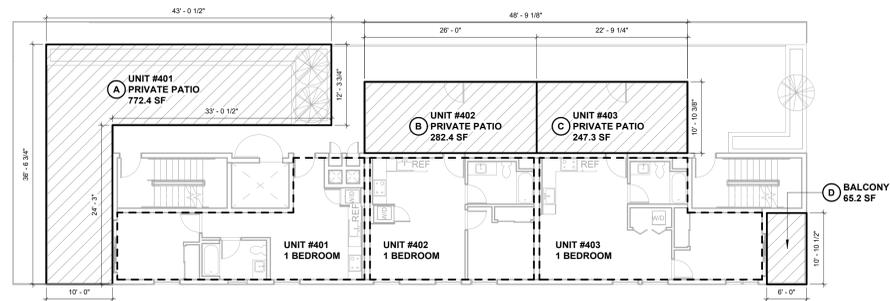 43' - 0 1/2"
48' - 9 1/8"
26' - 0"
22' - 9 1/4"
A
UNIT #401
PRIVATE PATIO
772.4 SF
33' - 0 1/2"
12' - 3 3/4"
36' - 6 3/4"
24' - 3"
B
UNIT #402
PRIVATE PATIO
282.4 SF
C
UNIT #403
PRIVATE PATIO
247.3 SF
10' - 10 3/8"
REF
REF
W/D
REF
W/D
W/D
D
BALCONY
65.2 SF
UNIT #401
1 BEDROOM
UNIT #402
1 BEDROOM
UNIT #403
1 BEDROOM
10' - 10 1/2"
10' - 0"
6' - 0"